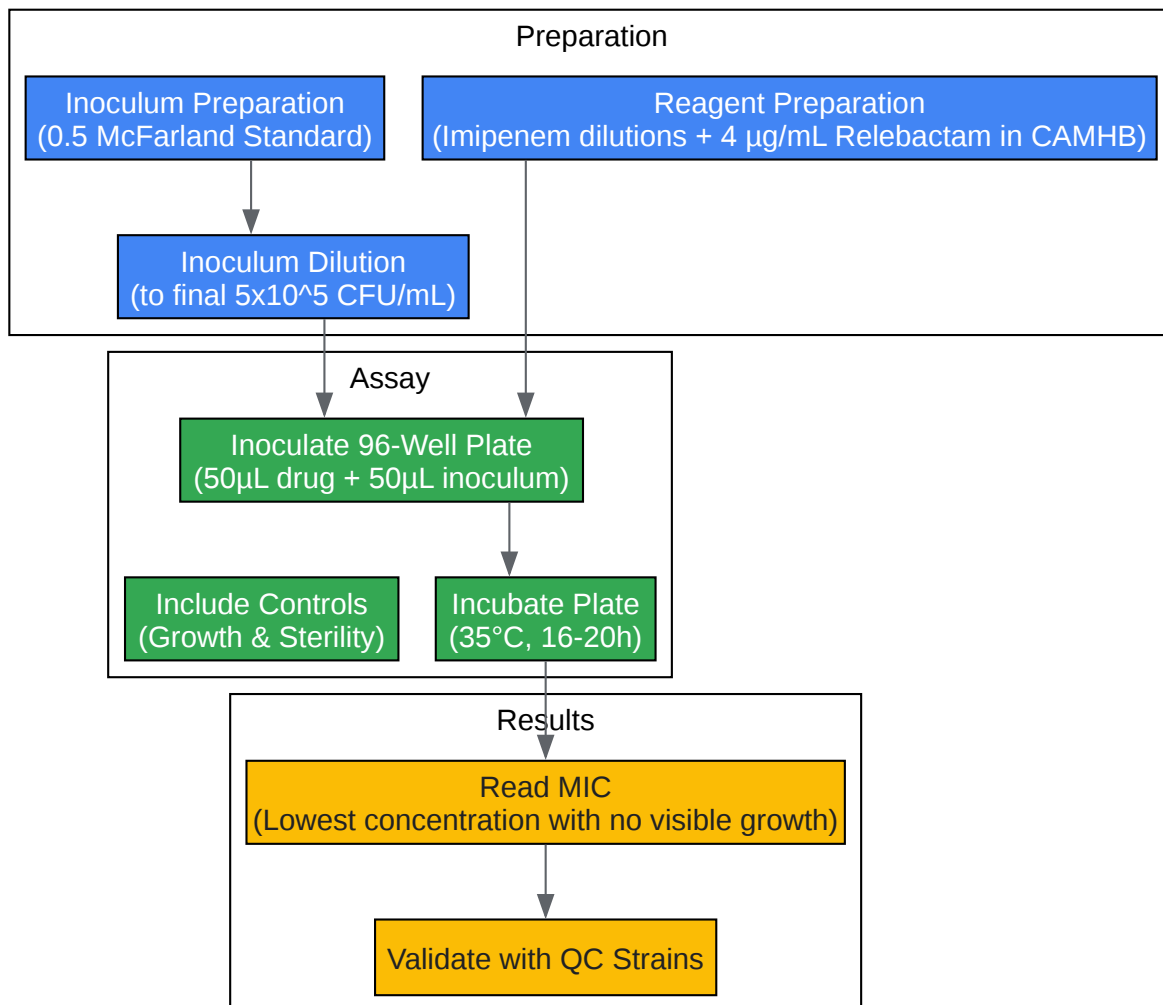 Preparation
Inoculum Preparation
(0.5 McFarland Standard)
Reagent Preparation
(Imipenem dilutions + 4 µg/mL Relebactam in CAMHB)
Inoculum Dilution
(to final 5x10^5 CFU/mL)
Assay
Inoculate 96-Well Plate
(50µL drug + 50µL inoculum)
Include Controls
(Growth & Sterility)
Incubate Plate
(35°C, 16-20h)
Results
Read MIC
(Lowest concentration with no visible growth)
Validate with QC Strains